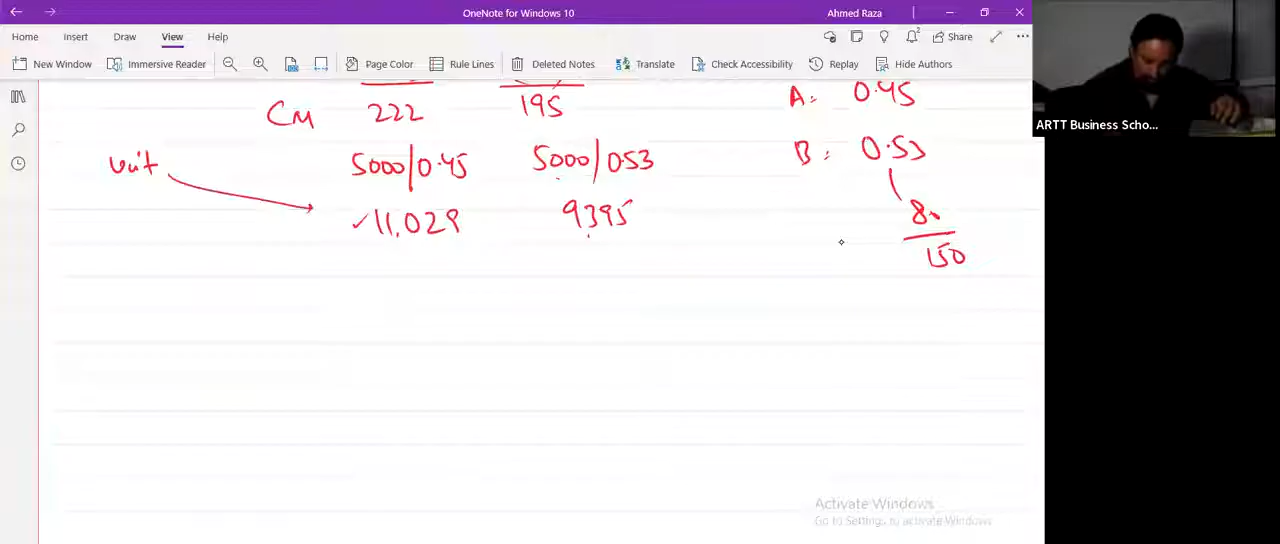 OneNote for Windows 10
Ahmed Raza
Home Insert Draw View Help
Share
New Window Immersive Reader Page Color Rule Lines Deleted Notes Translate Check Accessibility Replay Hide Authors
ARTT Business Scho...
CM 222 195
A: 0.45
Unit 5000/0.45 5000/0.53
B: 0.53
11,029 9395
80
150
Activate Windows
Go to Settings to activate Windows